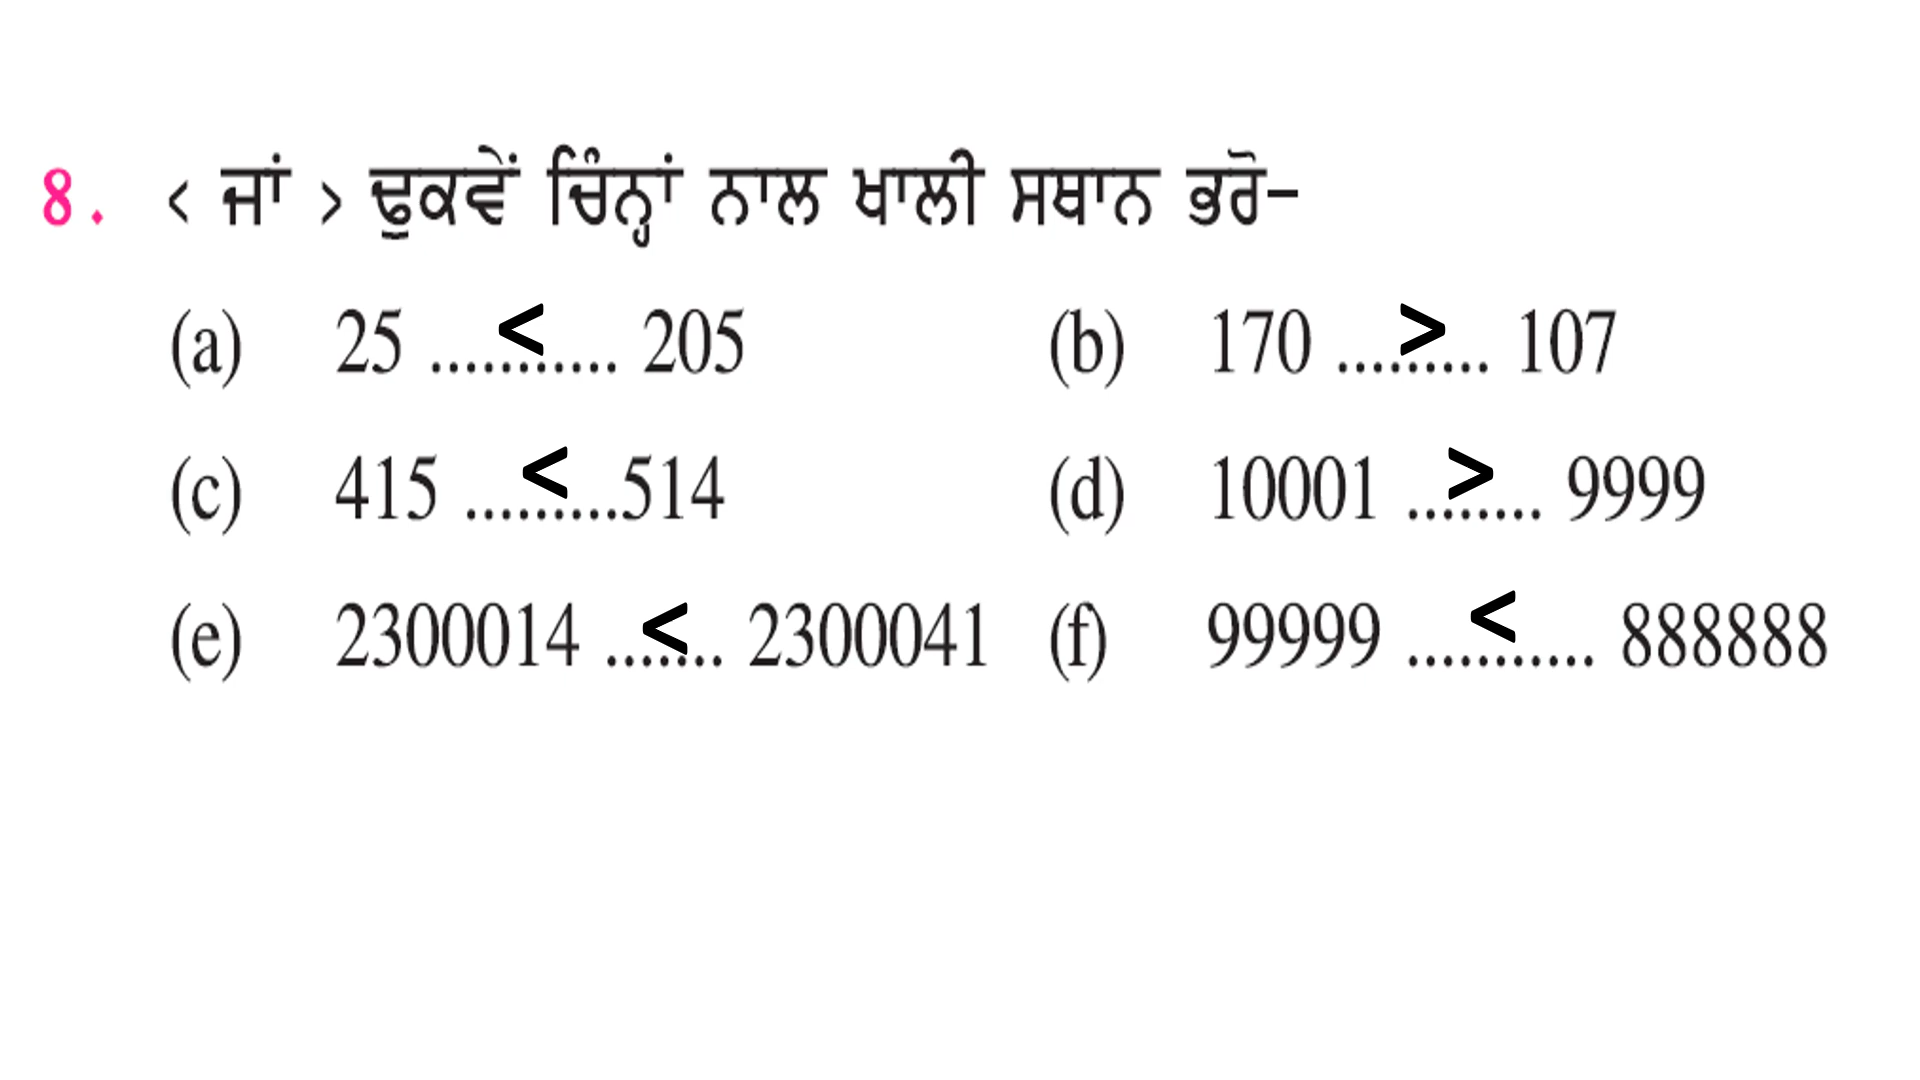 8. < ਜਾਂ > ਢੁਕਵੇਂ ਚਿੰਨ੍ਹਾਂ ਨਾਲ ਖਾਲੀ ਸਥਾਨ ਭਰੋ–
(a) 25 .....<...... 205 (b) 170 .....>.... 107
(c) 415 .....<....514 (d) 10001 ....>.... 9999
(e) 2300014 ...<.... 2300041 (f) 99999 .....<...... 888888